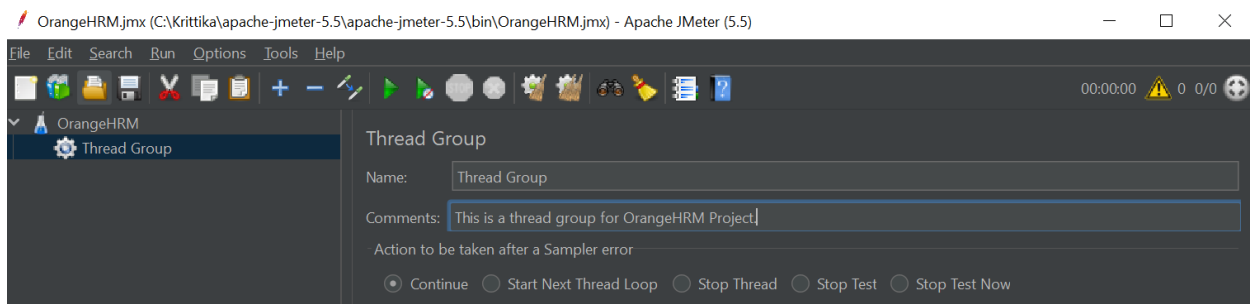 OrangeHRM.jmx (C:\Krittika\apache-jmeter-5.5\apache-jmeter-5.5\bin\OrangeHRM.jmx) - Apache JMeter (5.5)
File Edit Search Run Options Tools Help
STOP 00:00:00 0 0/0
OrangeHRM
Thread Group
Thread Group
Name: Thread Group
Comments: This is a thread group for OrangeHRM Project.
Action to be taken after a Sampler error
Continue Start Next Thread Loop Stop Thread Stop Test Stop Test Now